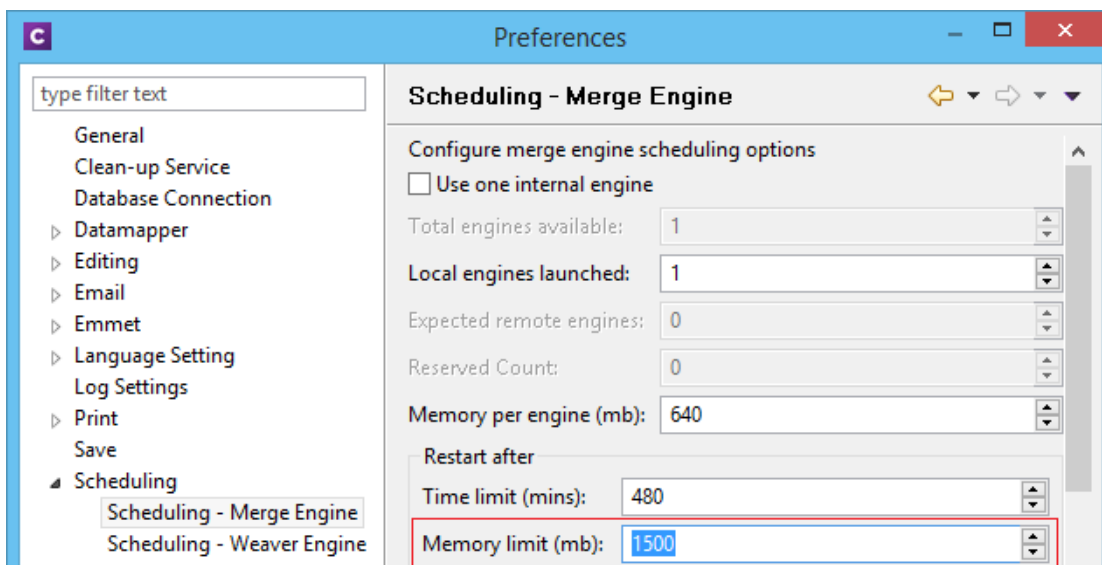 C
Preferences
type filter text
General
Clean-up Service
Database Connection
Datamapper
Editing
Email
Emmet
Language Setting
Log Settings
Print
Save
Scheduling
Scheduling - Merge Engine
Scheduling - Weaver Engine
Scheduling - Merge Engine
Configure merge engine scheduling options
Use one internal engine
Total engines available: 1
Local engines launched: 1
Expected remote engines: 0
Reserved Count: 0
Memory per engine (mb): 640
Restart after
Time limit (mins): 480
Memory limit (mb): 1500